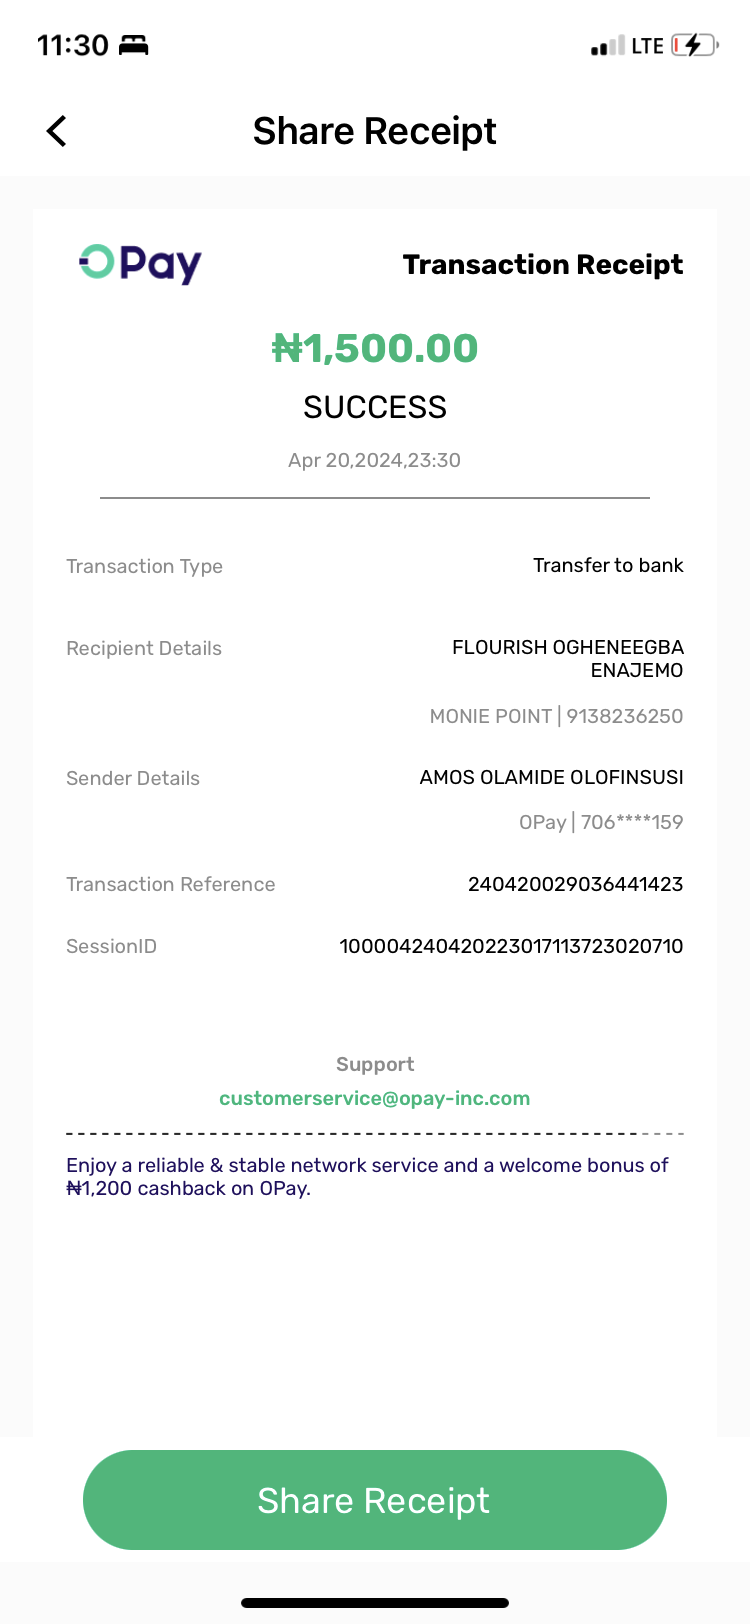 11:30 LTE
Share Receipt
OPay Transaction Receipt
₦1,500.00
SUCCESS
Apr 20,2024,23:30
Transaction Type Transfer to bank
Recipient Details FLOURISH OGHENEEGBA
ENAJEMO
MONIE POINT | 9138236250
Sender Details AMOS OLAMIDE OLOFINSUSI
OPay | 706****159
Transaction Reference 240420029036441423
SessionID 100004240420223017113723020710
Support
customerservice@opay-inc.com
Enjoy a reliable & stable network service and a welcome bonus of
₦1,200 cashback on OPay.
Share Receipt